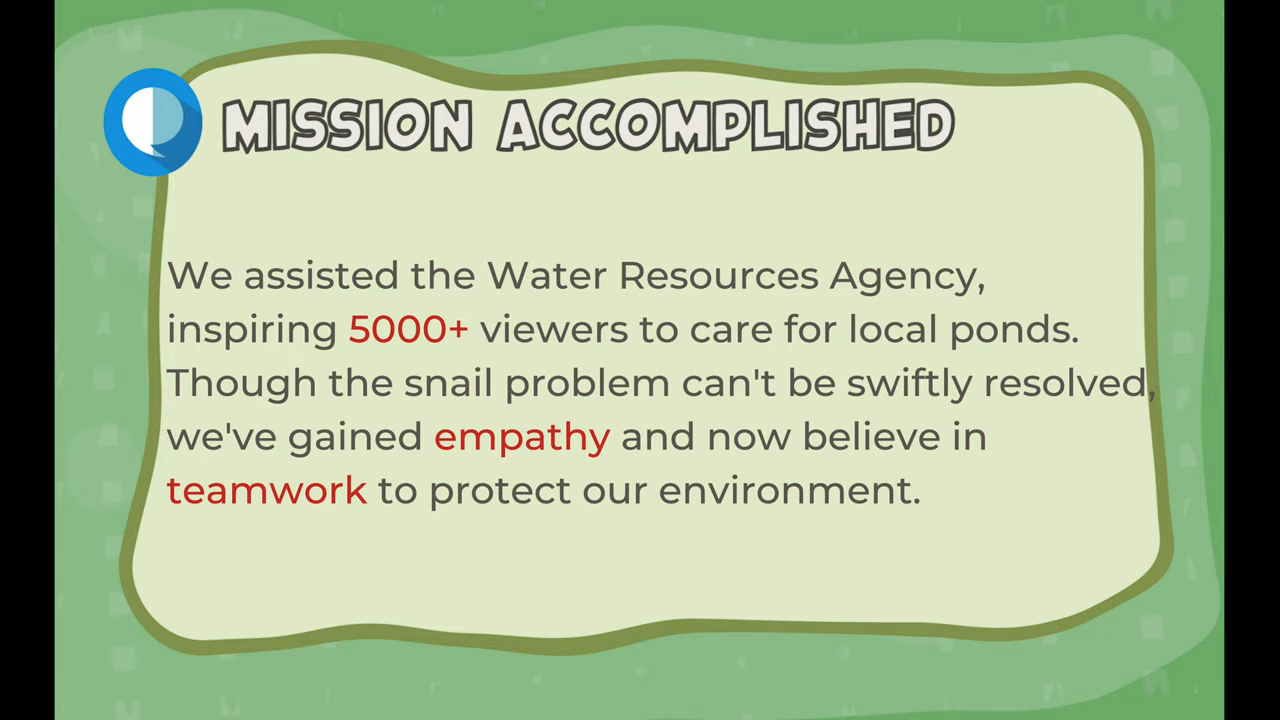 MISSION ACCOMPLISHED
We assisted the Water Resources Agency,
inspiring 5000+ viewers to care for local ponds.
Though the snail problem can't be swiftly resolved,
we've gained empathy and now believe in
teamwork to protect our environment.